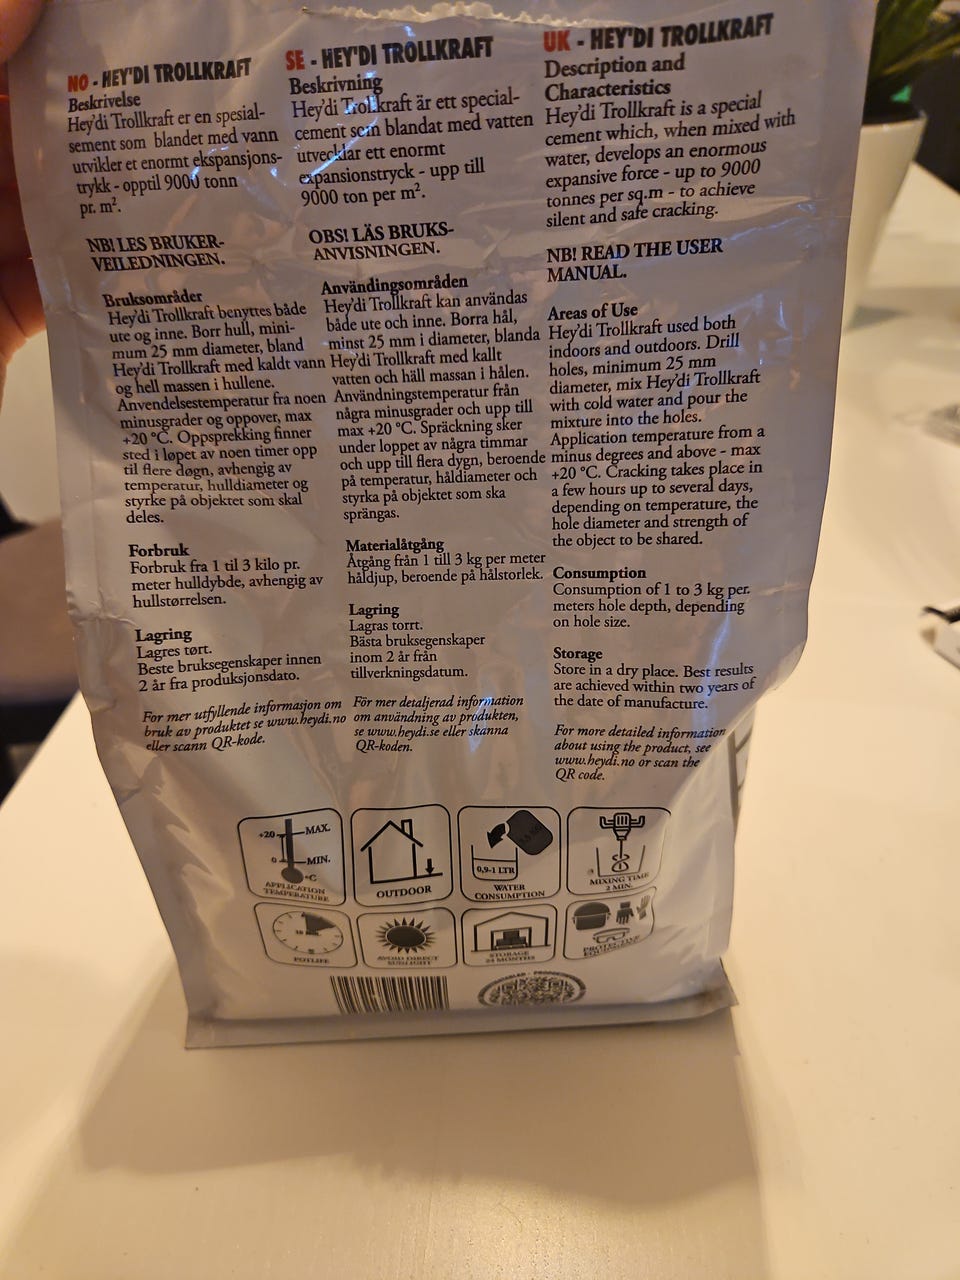 NO - HEY'DI TROLLKRAFT
Beskrivelse
Hey'di Trollkraft er en spesial-
sement som blandet med vann
utvikler et enormt ekspansjons-
trykk - opptil 9000 tonn
pr. m².
NB! LES BRUKER-
VEILEDNINGEN.
Bruksområder
Hey'di Trollkraft benyttes både
ute og inne. Borr hull, mini-
mum 25 mm diameter, bland
Hey'di Trollkraft med kaldt vann
og hell massen i hullene.
Anvendelsestemperatur fra noen
minusgrader og oppover, max
+20 °C. Oppsprekking finner
sted i løpet av noen timer opp
til flere døgn, avhengig av
temperatur, hulldiameter og
styrke på objektet som skal
deles.
Forbruk
Forbruk fra 1 til 3 kilo pr.
meter hulldybde, avhengig av
hullstørrelsen.
Lagring
Lagres tørt.
Beste bruksegenskaper innen
2 år fra produksjonsdato.
For mer utfyllende informasjon om
bruk av produktet se www.heydi.no
eller scann QR-kode.
SE - HEY'DI TROLLKRAFT
Beskrivning
Hey'di Trollkraft är ett special-
cement som blandat med vatten
utvecklar ett enormt
expansionstryck - upp till
9000 ton per m².
OBS! LÄS BRUKS-
ANVISNINGEN.
Användingsområden
Hey'di Trollkraft kan användas
både ute och inne. Borra hål,
minst 25 mm i diameter, blanda
Hey'di Trollkraft med kallt
vatten och häll massan i hålen.
Användningstemperatur från
några minusgrader och upp till
max +20 °C. Spräckning sker
under loppet av några timmar
och upp till flera dygn, beroende
på temperatur, håldiameter och
styrka på objektet som ska
sprängas.
Materialåtgång
Åtgång från 1 till 3 kg per meter
håldjup, beroende på hålstorlek.
Lagring
Lagras torrt.
Bästa bruksegenskaper
inom 2 år från
tillverkningsdatum.
För mer detaljerad information
om användning av produkten,
se www.heydi.se eller skanna
QR-koden.
UK - HEY'DI TROLLKRAFT
Description and
Characteristics
Hey'di Trollkraft is a special
cement which, when mixed with
water, develops an enormous
expansive force - up to 9000
tonnes per sq.m - to achieve
silent and safe cracking.
NB! READ THE USER
MANUAL.
Areas of Use
Hey'di Trollkraft used both
indoors and outdoors. Drill
holes, minimum 25 mm
diameter, mix Hey'di Trollkraft
with cold water and pour the
mixture into the holes.
Application temperature from a
minus degrees and above - max
+20 °C. Cracking takes place in
a few hours up to several days,
depending on temperature, the
hole diameter and strength of
the object to be shared.
Consumption
Consumption of 1 to 3 kg per.
meters hole depth, depending
on hole size.
Storage
Store in a dry place. Best results
are achieved within two years of
the date of manufacture.
For more detailed information
about using the product, see
www.heydi.no or scan the
QR code.
+20 MAX.
0 MIN.
°C
APPLICATION
TEMPERATURE
OUTDOOR
0,9-1 LTR
WATER
CONSUMPTION
MIXING TIME
2 MIN.
10 min.
POTLIFE
AVOID DIRECT
SUNLIGHT
STORAGE
24 MONTHS
PROTECTIVE
EQUIPMENT